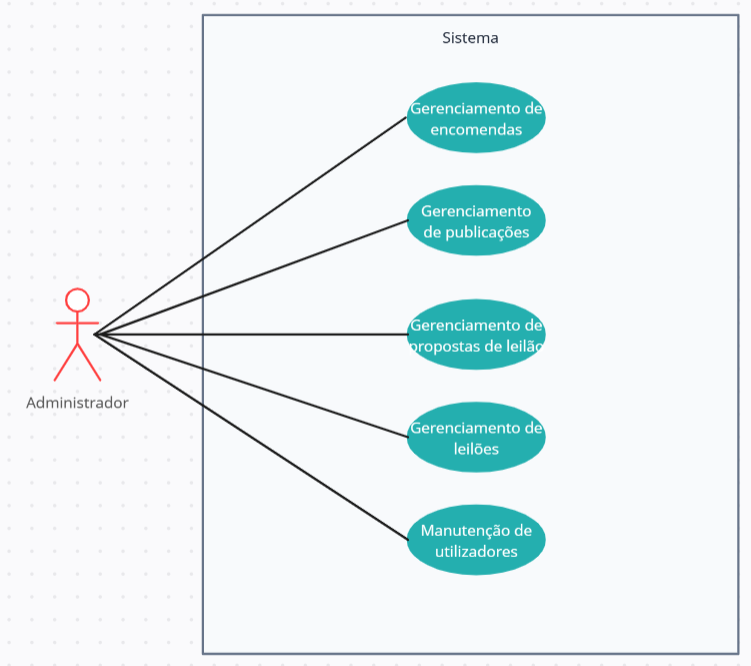 Sistema
Gerenciamento de
encomendas
Gerenciamento
de publicações
Gerenciamento de
propostas de leilão
Administrador
Gerenciamento de
leilões
Manutenção de
utilizadores